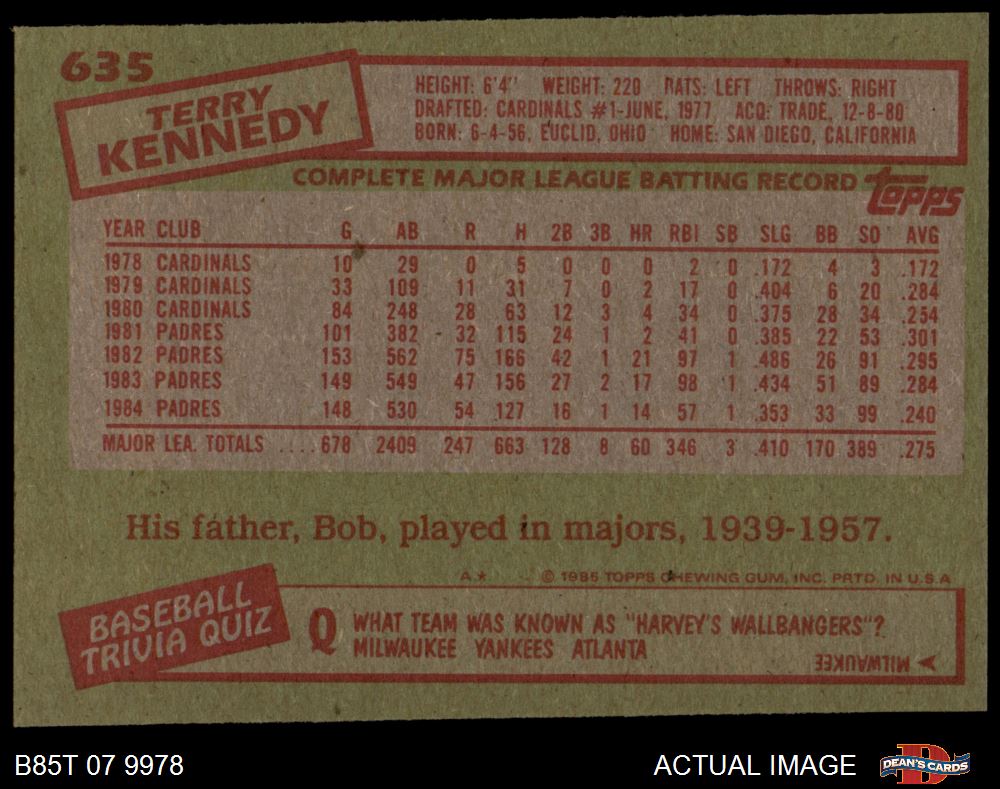 635
TERRY
KENNEDY
HEIGHT: 6'4" WEIGHT: 220 BATS: LEFT THROWS: RIGHT
DRAFTED: CARDINALS #1-JUNE, 1977 ACQ: TRADE, 12-8-80
BORN: 6-4-56, EUCLID, OHIO HOME: SAN DIEGO, CALIFORNIA
COMPLETE MAJOR LEAGUE BATTING RECORD topps
YEAR CLUB G AB R H 2B 3B HR RBI SB SLG BB SO AVG
1978 CARDINALS 10 29 0 5 0 0 0 2 0 .172 4 3 .172
1979 CARDINALS 33 109 11 31 7 0 2 17 0 .404 6 20 .284
1980 CARDINALS 84 248 28 63 12 3 4 34 0 .375 28 34 .254
1981 PADRES 101 382 32 115 24 1 2 41 0 .385 22 53 .301
1982 PADRES 153 562 75 166 42 1 21 97 1 .486 26 91 .295
1983 PADRES 149 549 47 156 27 2 17 98 1 .434 51 89 .284
1984 PADRES 148 530 54 127 16 1 14 57 1 .353 33 99 .240
MAJOR LEA. TOTALS ....678 2409 247 663 128 8 60 346 3 .410 170 389 .275
His father, Bob, played in majors, 1939-1957.
A.* © 1985 TOPPS CHEWING GUM, INC. PRTD. IN U.S.A
BASEBALL
TRIVIA QUIZ
Q WHAT TEAM WAS KNOWN AS "HARVEY'S WALLBANGERS"?
MILWAUKEE YANKEES ATLANTA
MILWAUKEE
B85T 07 9978
ACTUAL IMAGE
D
DEAN'S CARDS